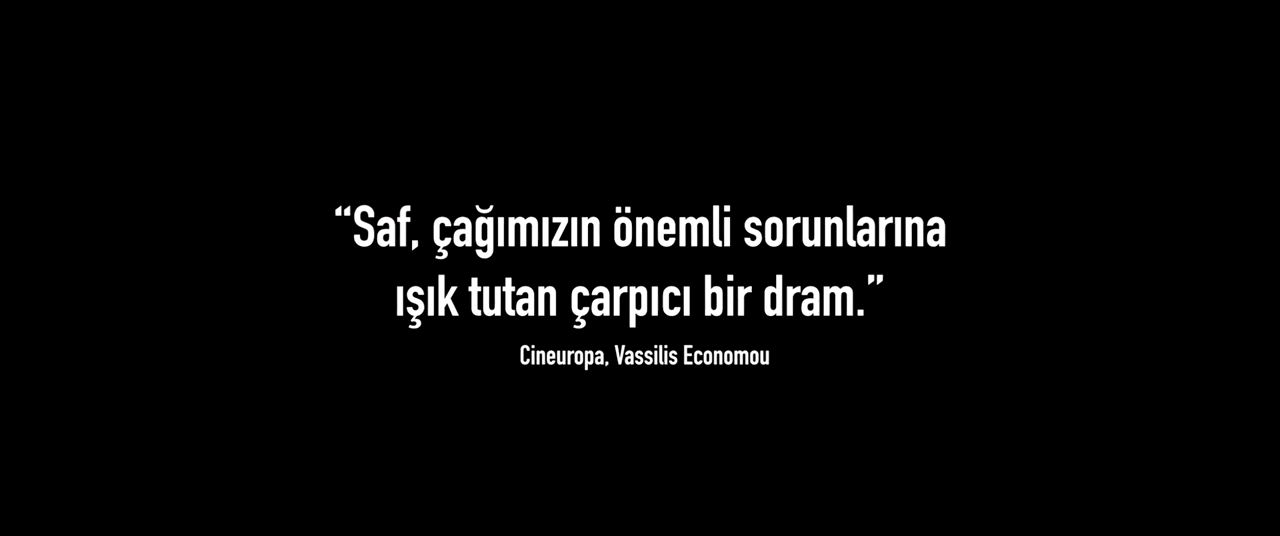 “Saf, çağımızın önemli sorunlarına
ışık tutan çarpıcı bir dram.”
Cineuropa, Vassilis Economou